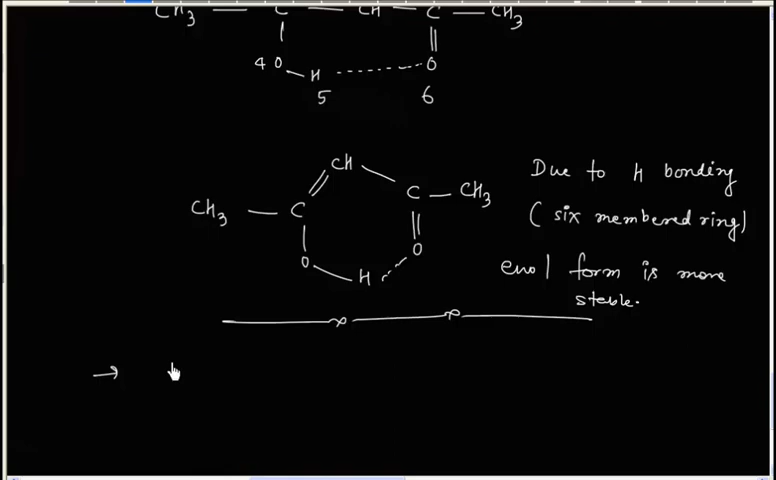 CH3 — C — CH — C — CH3
4 O — H ------- O
5 6
CH
CH3 — C C — CH3
O H O
Due to H bonding
( six membered ring)
enol form is more
stable.
→